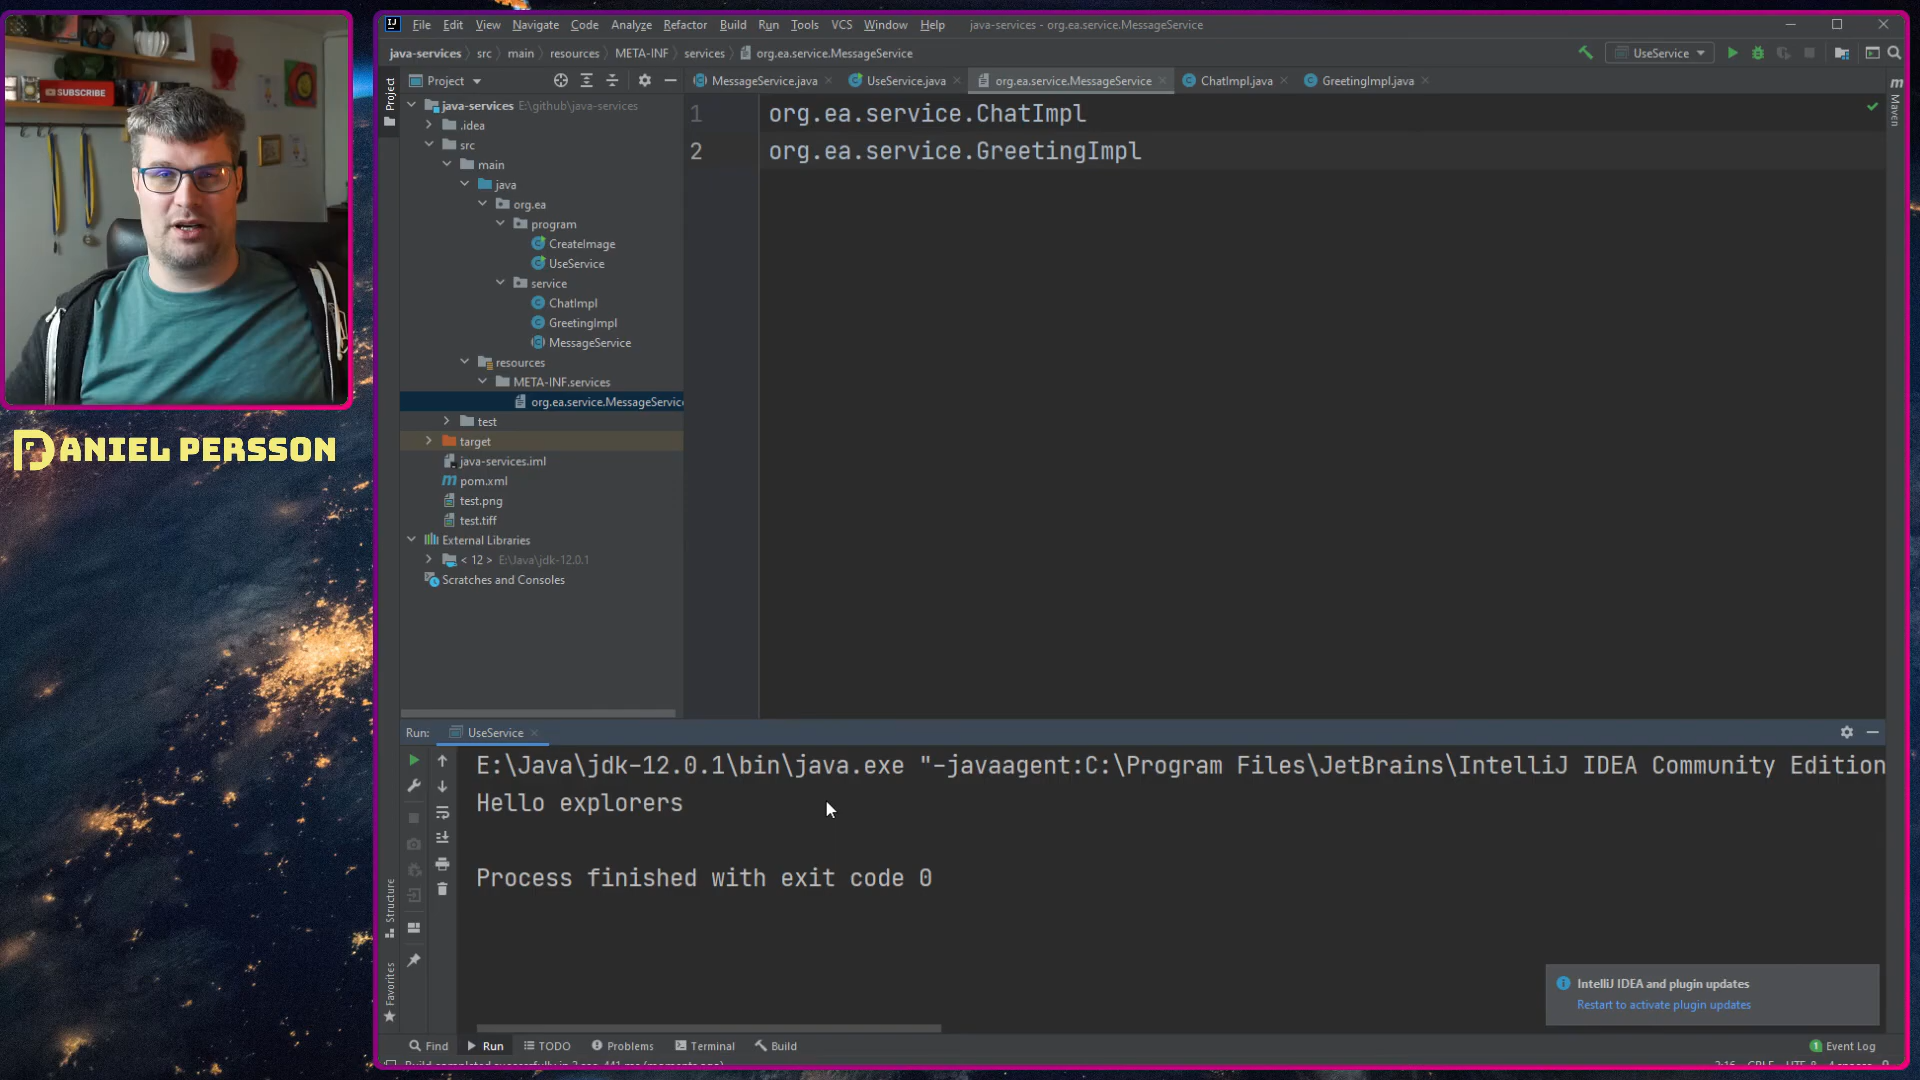 File Edit View Navigate Code Analyze Refactor Build Run Tools VCS Window Help java-services - org.ea.service.MessageService
java-services src main resources META-INF services org.ea.service.MessageService UseService
Project
MessageService.java UseService.java org.ea.service.MessageService ChatImpl.java GreetingImpl.java
SUBSCRIBE
DANIEL PERSSON
Project
java-services E:\github\java-services
.idea
src
main
java
org.ea
program
CreateImage
UseService
service
ChatImpl
GreetingImpl
MessageService
resources
META-INF.services
org.ea.service.MessageServic
test
target
java-services.iml
pom.xml
test.png
test.tiff
External Libraries
< 12 > E:\Java\jdk-12.0.1
Scratches and Consoles
1 org.ea.service.ChatImpl
2 org.ea.service.GreetingImpl
Maven
Run: UseService
E:\Java\jdk-12.0.1\bin\java.exe "-javaagent:C:\Program Files\JetBrains\IntelliJ IDEA Community Edition
Hello explorers
Process finished with exit code 0
Structure
Favorites
IntelliJ IDEA and plugin updates
Restart to activate plugin updates
Find Run TODO Problems Terminal Build 1 Event Log